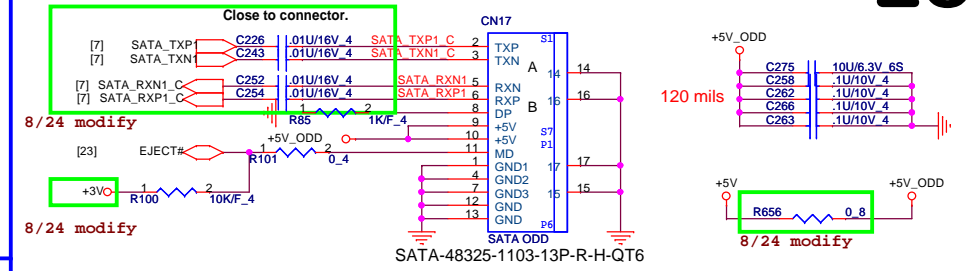 Close to connector.
CN17
[7] SATA_TXP1 C226 .01U/16V_4 SATA_TXP1_C 2 TXP S1
[7] SATA_TXN1 C243 .01U/16V_4 SATA_TXN1_C 3 TXN
A 14 14
[7] SATA_RXN1_C C252 .01U/16V_4 SATA_RXN1 5 RXN
[7] SATA_RXP1_C C254 .01U/16V_4 SATA_RXP1 6 RXP 16 16
B
R85 1 2 1K/F_4 8 DP
8/24 modify
9 +5V S7
+5V_ODD 10 +5V P1
[23] EJECT# R101 1 2 0_4 11 MD
1 GND1 17 17
4 GND2
+3V R100 1 2 10K/F_4 7 GND3 15 15
12 GND
13 GND P6
8/24 modify
SATA ODD
SATA-48325-1103-13P-R-H-QT6
+5V_ODD
C275 10U/6.3V_6S
C258 .1U/10V_4
120 mils
C262 .1U/10V_4
C266 .1U/10V_4
C263 .1U/10V_4
+5V +5V_ODD
R656 0_8
8/24 modify